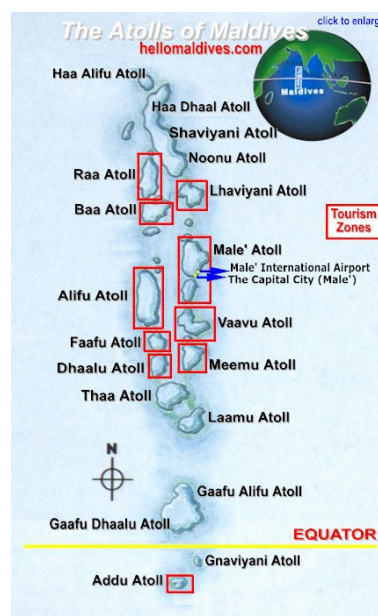 The Atolls of Maldives
hellomaldives.com
click to enlarg
Maldives
Haa Alifu Atoll
Haa Dhaal Atoll
Shaviyani Atoll
Noonu Atoll
Raa Atoll
Lhaviyani Atoll
Baa Atoll
Tourism
Zones
Male' Atoll
Male' International Airport
The Capital City (Male')
Alifu Atoll
Vaavu Atoll
Faafu Atoll
Dhaalu Atoll
Meemu Atoll
Thaa Atoll
Laamu Atoll
N
Gaafu Alifu Atoll
Gaafu Dhaalu Atoll
EQUATOR
Gnaviyani Atoll
Addu Atoll